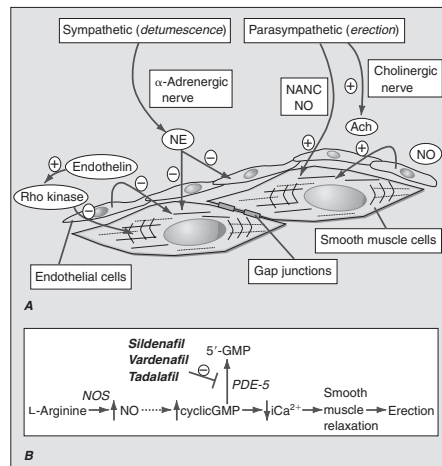 Sympathetic (detumescence)
Parasympathetic (erection)
α-Adrenergic
nerve
NANC
NO
Cholinergic
nerve
+
Ach
NE
−
−
+
+
NO
+
Endothelin
−
Rho kinase
−
Smooth muscle cells
Endothelial cells
Gap junctions
A
Sildenafil
Vardenafil
Tadalafil
−
5′-GMP
PDE-5
L-Arginine
NOS
NO
cyclicGMP
iCa2+
Smooth
muscle
relaxation
Erection
B